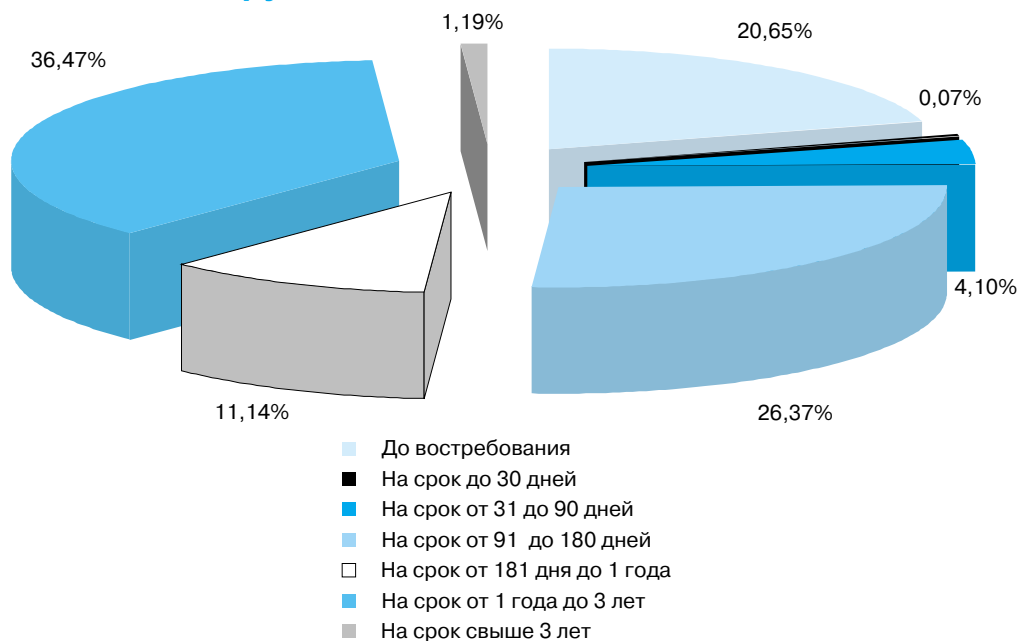 1,19%
20,65%
36,47%
0,07%
4,10%
11,14%
26,37%
До востребования
На срок до 30 дней
На срок от 31 до 90 дней
На срок от 91 до 180 дней
На срок от 181 дня до 1 года
На срок от 1 года до 3 лет
На срок свыше 3 лет